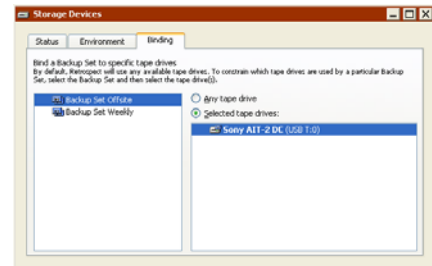 Storage Devices
Status Environment Binding
Bind a Backup Set to specific tape drives
By default, Retrospect will use any available tape drives. To constrain which tape drives are used by a particular Backup
Set, select the Backup Set and then select the tape drive(s).
Backup Set Offsite
Backup Set Weekly
Any tape drive
Selected tape drives:
Sony AIT-2 DC (USB T:0)